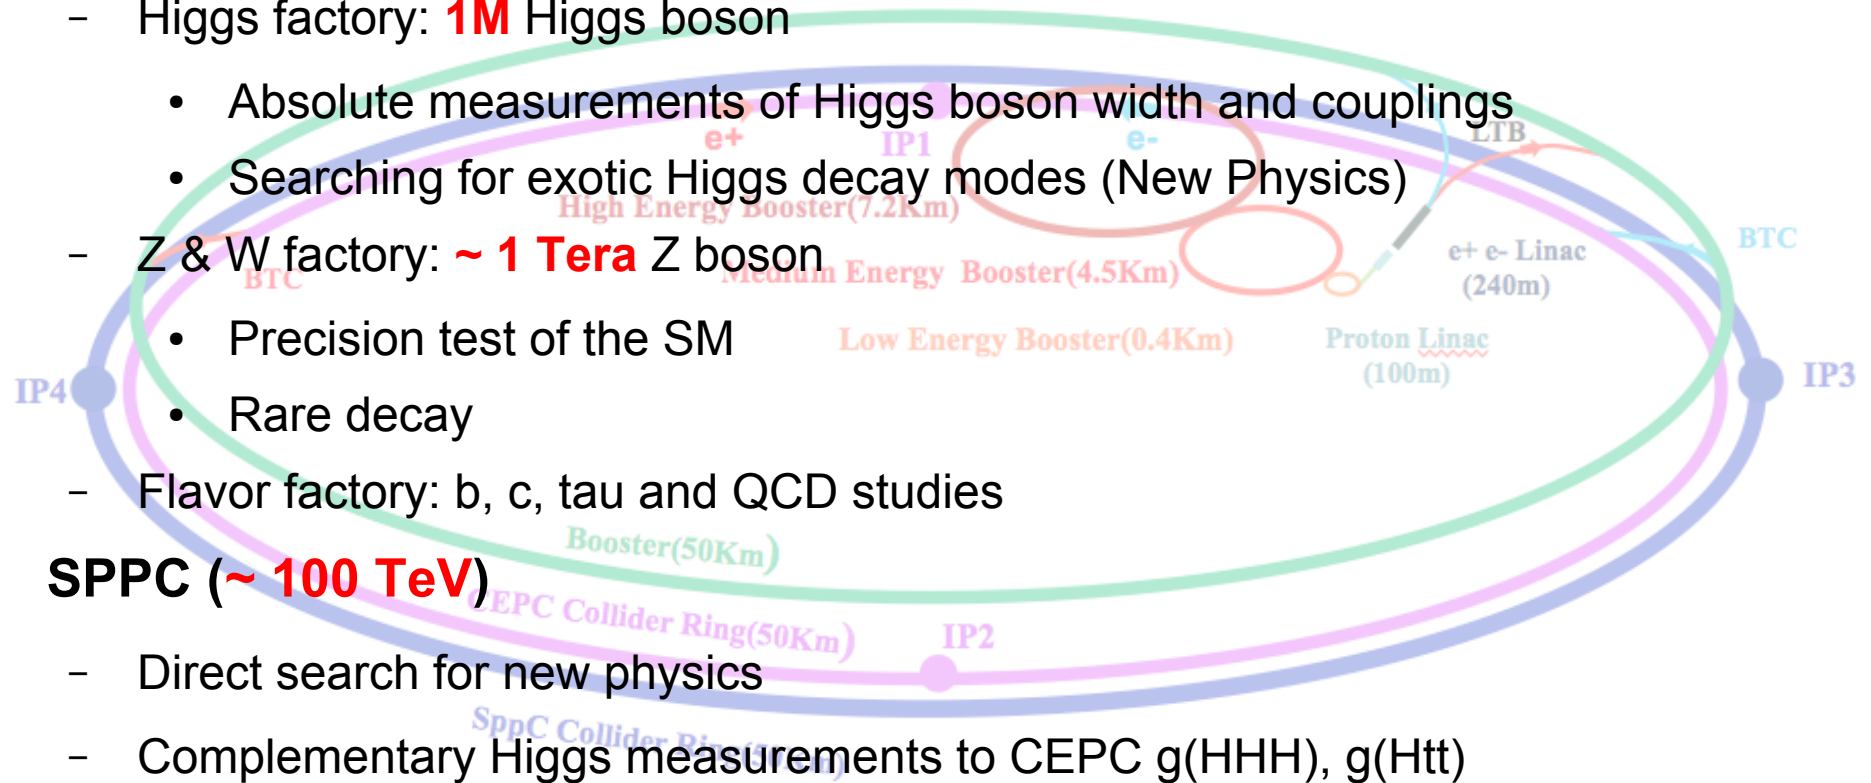 – Higgs factory: 1M Higgs boson
• Absolute measurements of Higgs boson width and couplings
e+
IP1
e-
LTB
• Searching for exotic Higgs decay modes (New Physics)
High Energy Booster(7.2Km)
– Z & W factory: ~ 1 Tera Z boson
BTC
Medium Energy Booster(4.5Km)
e+ e- Linac
(240m)
BTC
• Precision test of the SM
Low Energy Booster(0.4Km)
Proton Linac
(100m)
IP4
IP3
• Rare decay
– Flavor factory: b, c, tau and QCD studies
Booster(50Km)
SPPC (~ 100 TeV)
CEPC Collider Ring(50Km)
IP2
– Direct search for new physics
SppC Collider Ring(50Km)
– Complementary Higgs measurements to CEPC g(HHH), g(Htt)